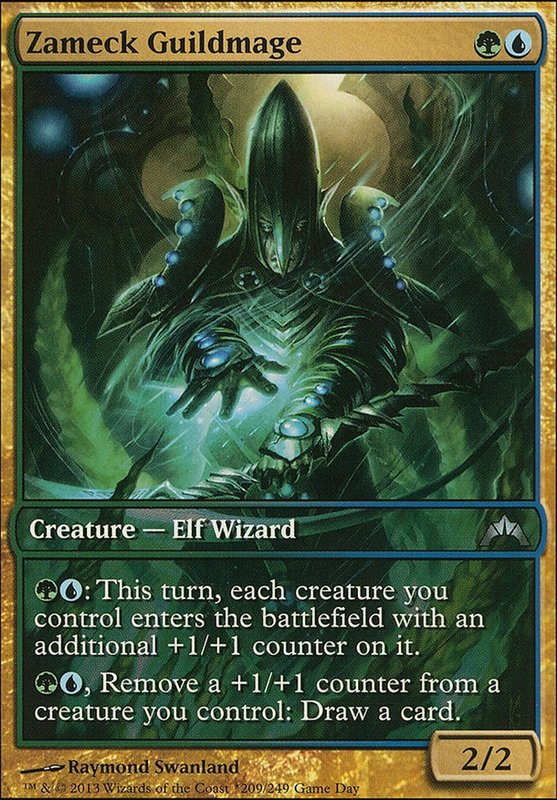 Zameck Guildmage
Creature — Elf Wizard
: This turn, each creature you
control enters the battlefield with an
additional +1/+1 counter on it.
, Remove a +1/+1 counter from a
creature you control: Draw a card.
2/2
Raymond Swanland
™ & © 2013 Wizards of the Coast *209/249 Game Day